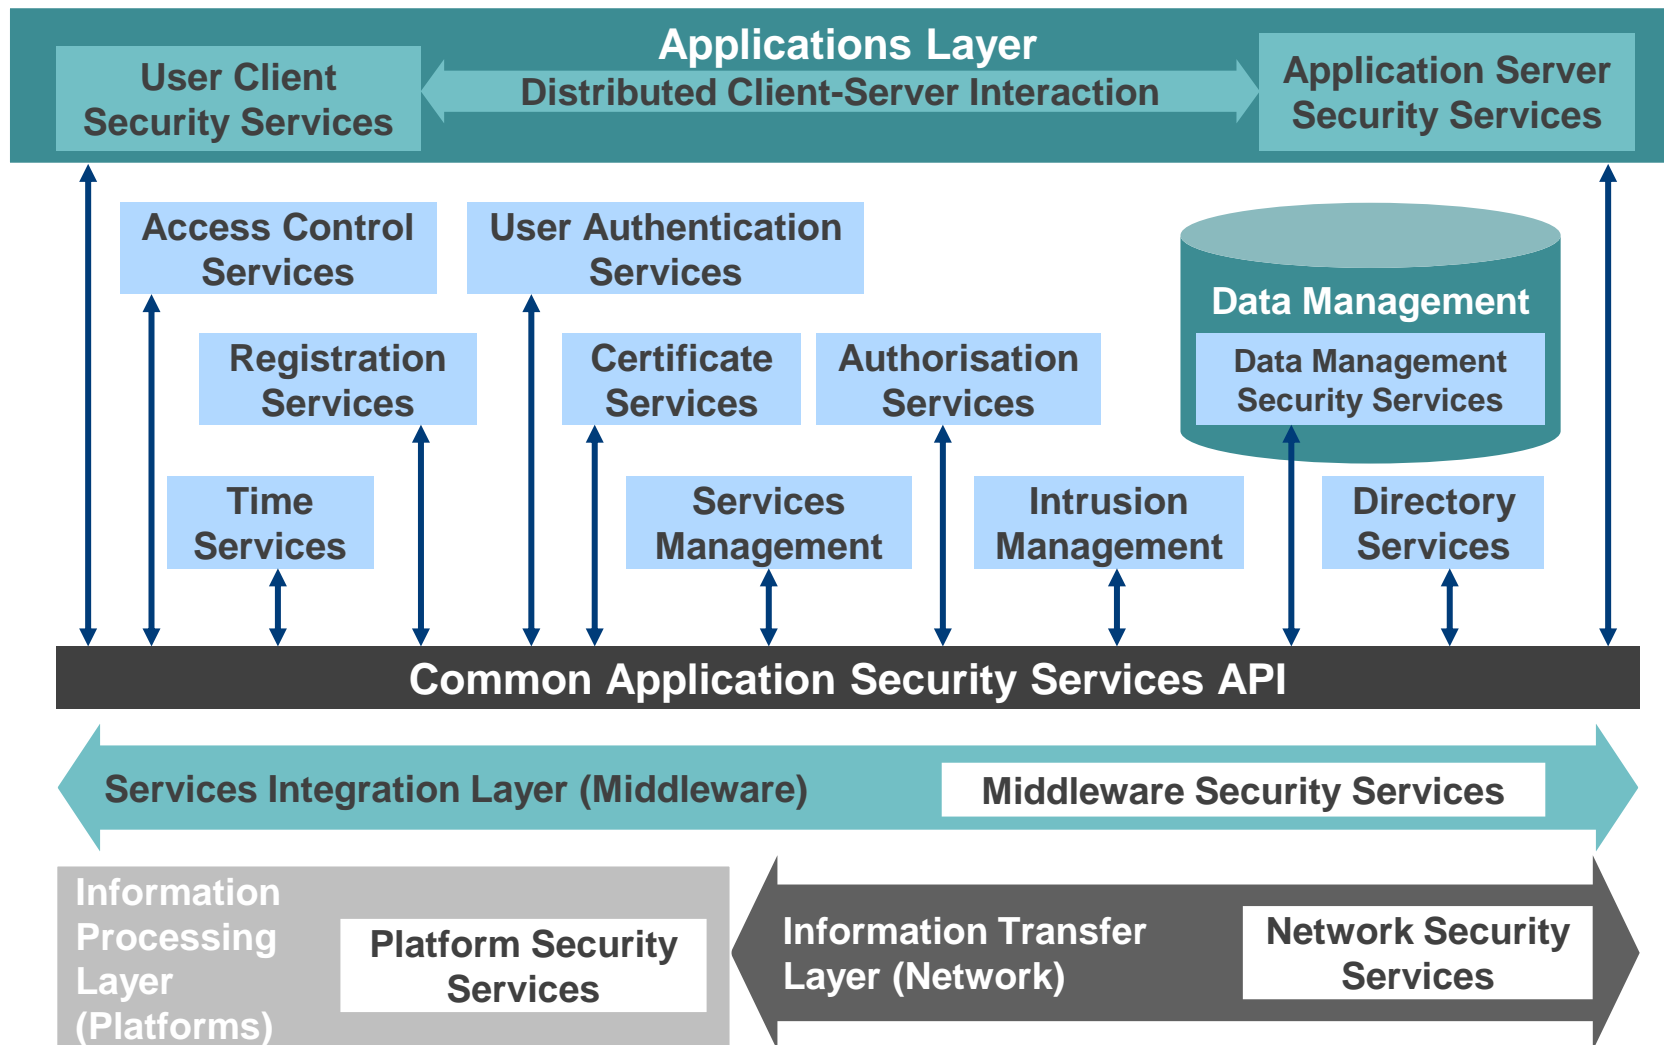 Applications Layer
User Client
Security Services
Distributed Client-Server Interaction
Application Server
Security Services
Access Control
Services
User Authentication
Services
Data Management
Registration
Services
Certificate
Services
Authorisation
Services
Data Management
Security Services
Time
Services
Services
Management
Intrusion
Management
Directory
Services
Common Application Security Services API
Services Integration Layer (Middleware)
Middleware Security Services
Information
Processing
Layer
(Platforms)
Platform Security
Services
Information Transfer
Layer (Network)
Network Security
Services